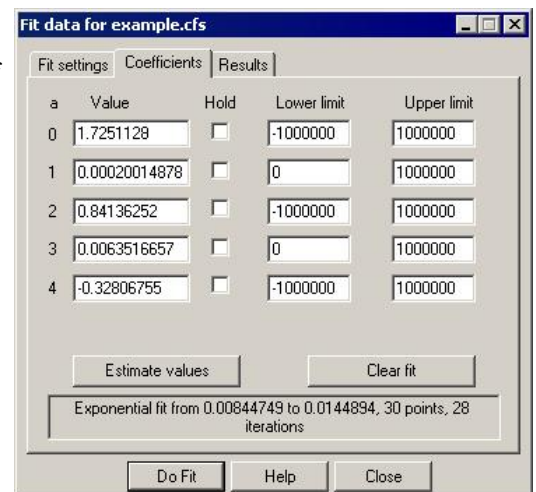 Fit data for example.cfs
Fit settings Coefficients Results
a Value Hold Lower limit Upper limit
0 1.7251128 -1000000 1000000
1 0.00020014878 0 1000000
2 0.84136252 -1000000 1000000
3 0.0063516657 0 1000000
4 -0.32806755 -1000000 1000000
Estimate values Clear fit
Exponential fit from 0.00844749 to 0.0144894, 30 points, 28
iterations
Do Fit Help Close